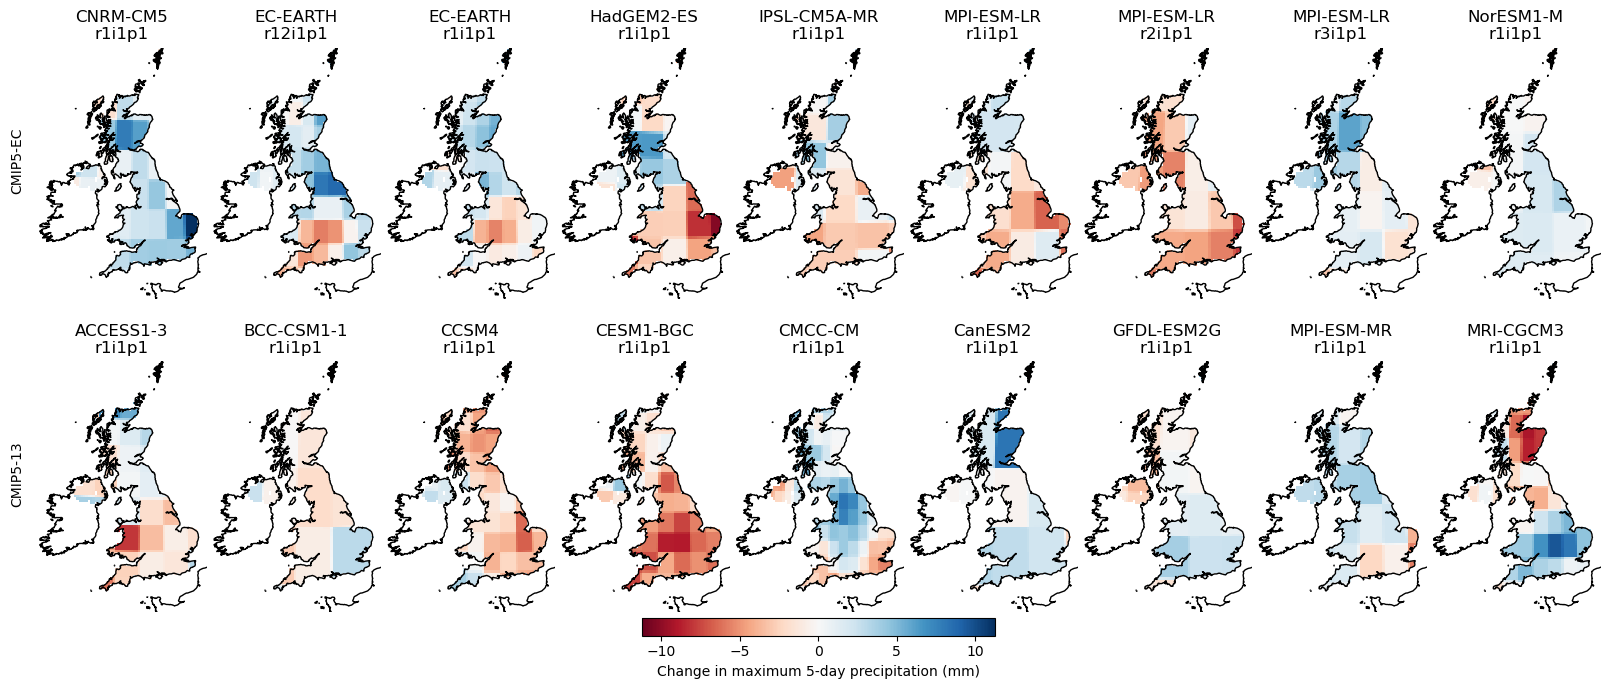 CNRM-CM5
r1i1p1
EC-EARTH
r12i1p1
EC-EARTH
r1i1p1
HadGEM2-ES
r1i1p1
IPSL-CM5A-MR
r1i1p1
MPI-ESM-LR
r1i1p1
MPI-ESM-LR
r2i1p1
MPI-ESM-LR
r3i1p1
NorESM1-M
r1i1p1
CMIP5-EC
ACCESS1-3
r1i1p1
BCC-CSM1-1
r1i1p1
CCSM4
r1i1p1
CESM1-BGC
r1i1p1
CMCC-CM
r1i1p1
CanESM2
r1i1p1
GFDL-ESM2G
r1i1p1
MPI-ESM-MR
r1i1p1
MRI-CGCM3
r1i1p1
CMIP5-13
−10 −5 0 5 10
Change in maximum 5-day precipitation (mm)